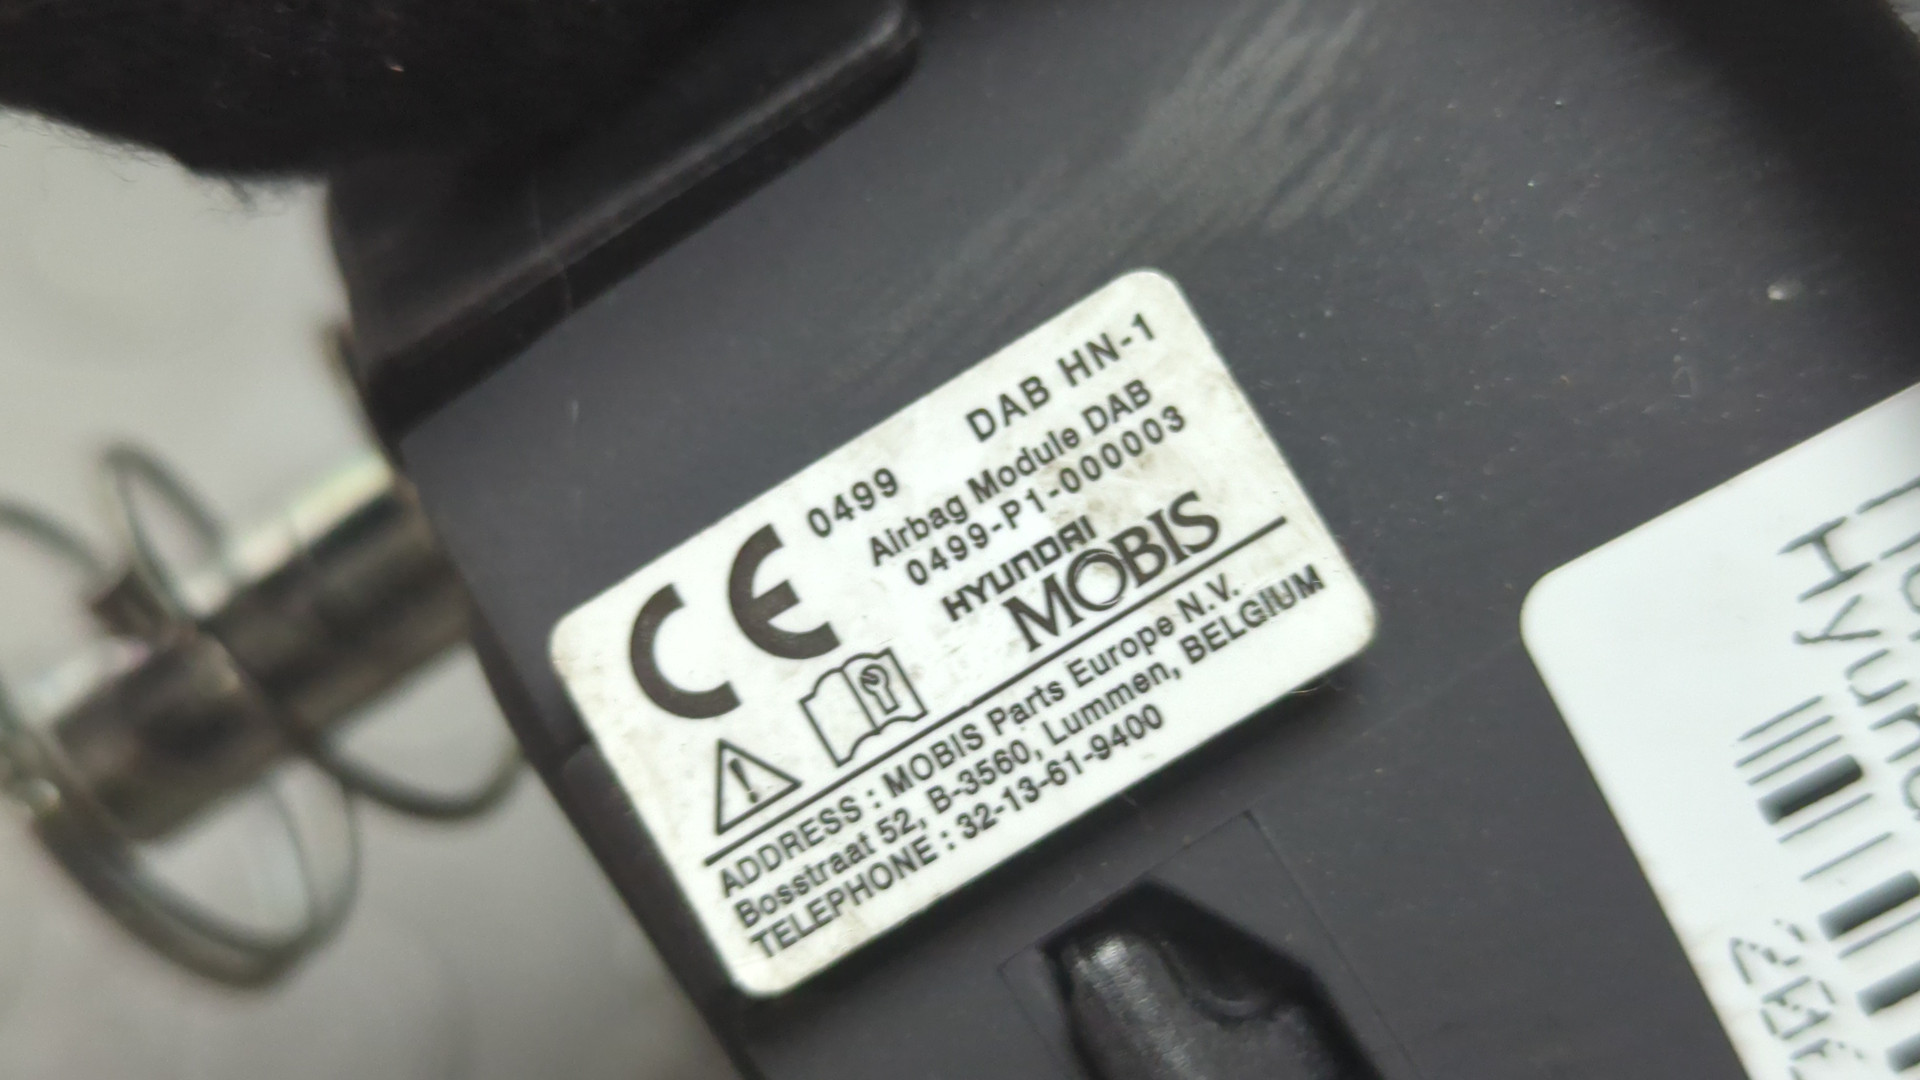 CE 0499 DAB HN-1
Airbag Module DAB
0499-P1-000003
HYUNDAI
MOBIS
ADDRESS : MOBIS Parts Europe N.V.
Bosstraat 52, B-3560, Lummen, BELGIUM
TELEPHONE : 32-13-61-9400